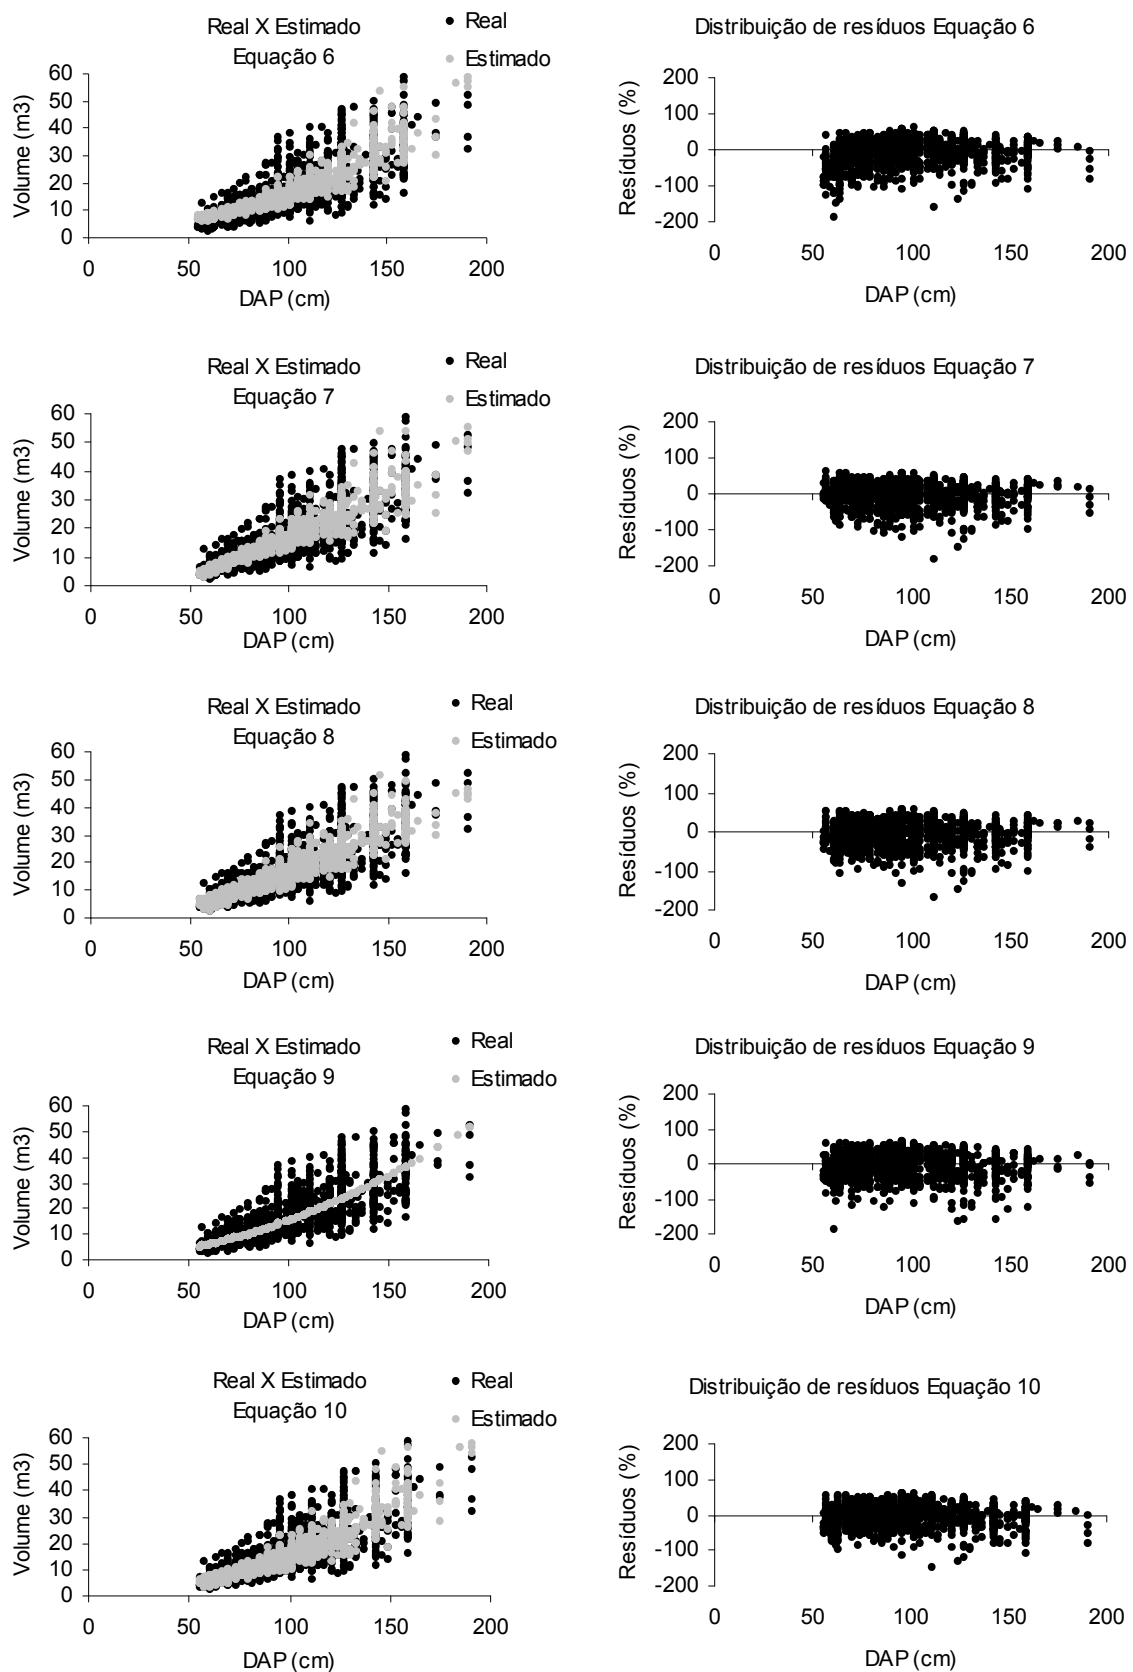 Real X Estimado
Equação 6
Real
Estimado
Volume (m3)
60
50
40
30
20
10
0
0 50 100 150 200
DAP (cm)
Distribuição de resíduos Equação 6
Resíduos (%)
200
100
0
-100
-200
0 50 100 150 200
DAP (cm)
Real X Estimado
Equação 7
Real
Estimado
Volume (m3)
60
50
40
30
20
10
0
0 50 100 150 200
DAP (cm)
Distribuição de resíduos Equação 7
Resíduos (%)
200
100
0
-100
-200
0 50 100 150 200
DAP (cm)
Real X Estimado
Equação 8
Real
Estimado
Volume (m3)
60
50
40
30
20
10
0
0 50 100 150 200
DAP (cm)
Distribuição de resíduos Equação 8
Resíduos (%)
200
100
0
-100
-200
0 50 100 150 200
DAP (cm)
Real X Estimado
Equação 9
Real
Estimado
Volume (m3)
60
50
40
30
20
10
0
0 50 100 150 200
DAP (cm)
Distribuição de resíduos Equação 9
Resíduos (%)
200
100
0
-100
-200
0 50 100 150 200
DAP (cm)
Real X Estimado
Equação 10
Real
Estimado
Volume (m3)
60
50
40
30
20
10
0
0 50 100 150 200
DAP (cm)
Distribuição de resíduos Equação 10
Resíduos (%)
200
100
0
-100
-200
0 50 100 150 200
DAP (cm)